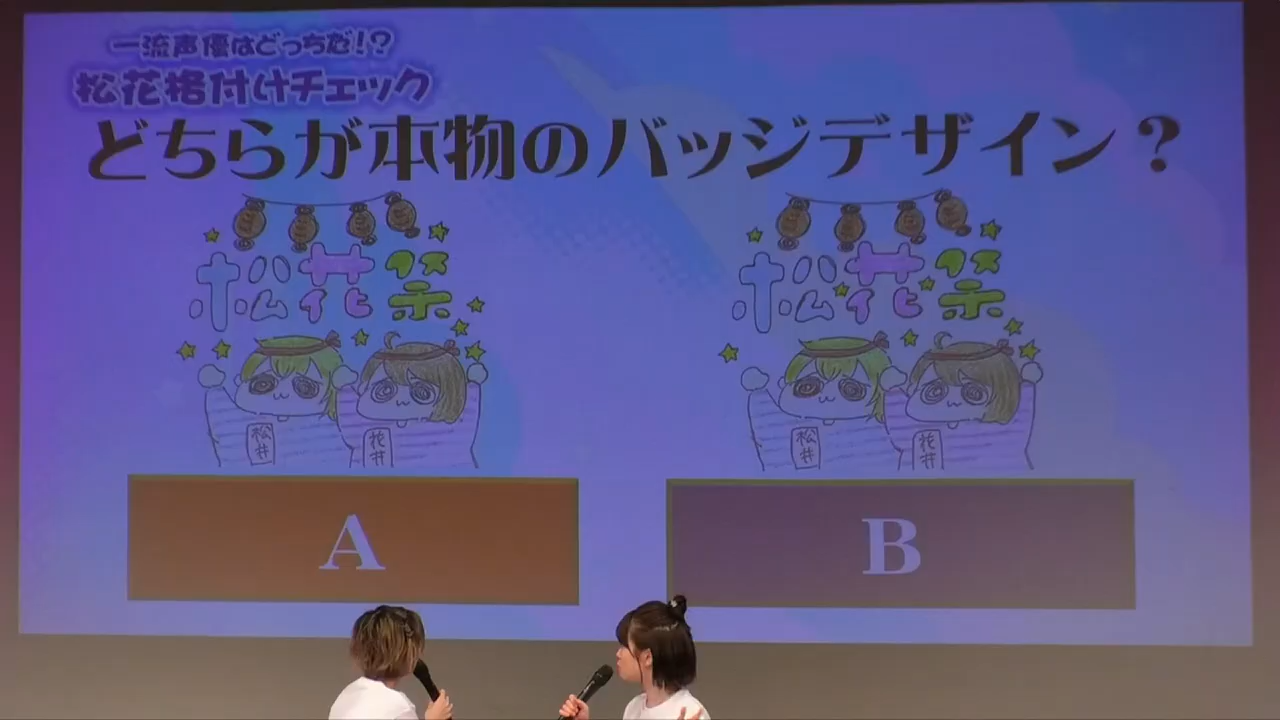 一流声優はどっちだ!?
松花格付けチェック
どちらが本物のバッジデザイン?
松花祭
松花祭
松井
花井
松井
花井
A
B